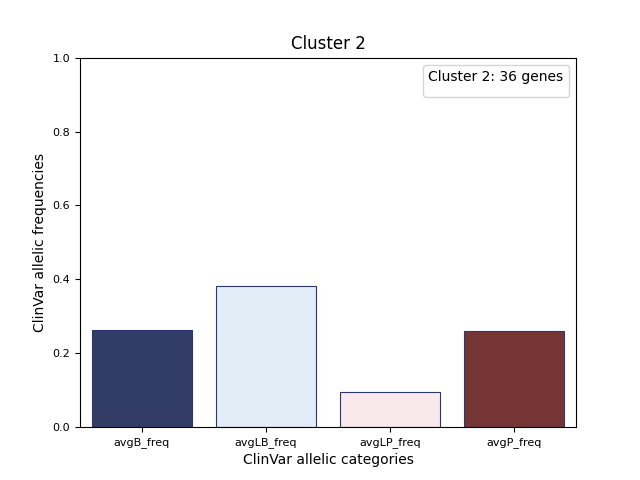 Cluster 2
Cluster 2: 36 genes
ClinVar allelic frequencies
1.0
0.8
0.6
0.4
0.2
0.0
avgB_freq
avgLB_freq
avgLP_freq
avgP_freq
ClinVar allelic categories